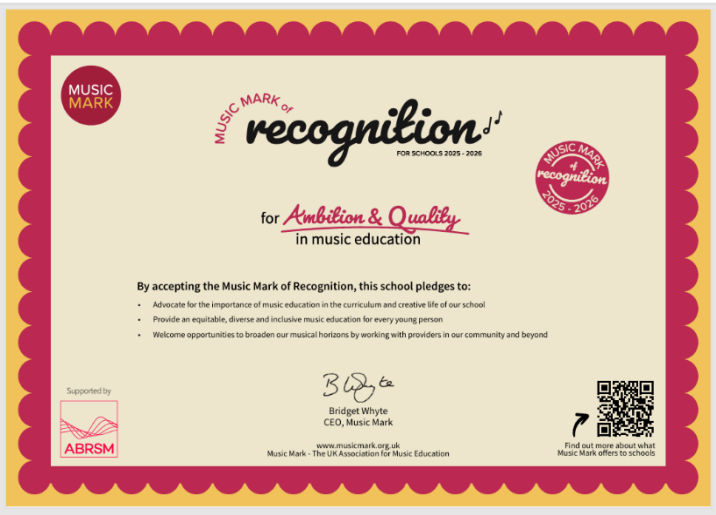 MUSIC
MARK
MUSIC MARK of
recognition
FOR SCHOOLS 2025 - 2026
MUSIC MARK
of
recognition
2025 - 2026
for Ambition & Quality
in music education
By accepting the Music Mark of Recognition, this school pledges to:
• Advocate for the importance of music education in the curriculum and creative life of our school
• Provide an equitable, diverse and inclusive music education for every young person
• Welcome opportunities to broaden our musical horizons by working with providers in our community and beyond
B Whyte
Bridget Whyte
CEO, Music Mark
Supported by
ABRSM
www.musicmark.org.uk
Music Mark - The UK Association for Music Education
Find out more about what
Music Mark offers to schools